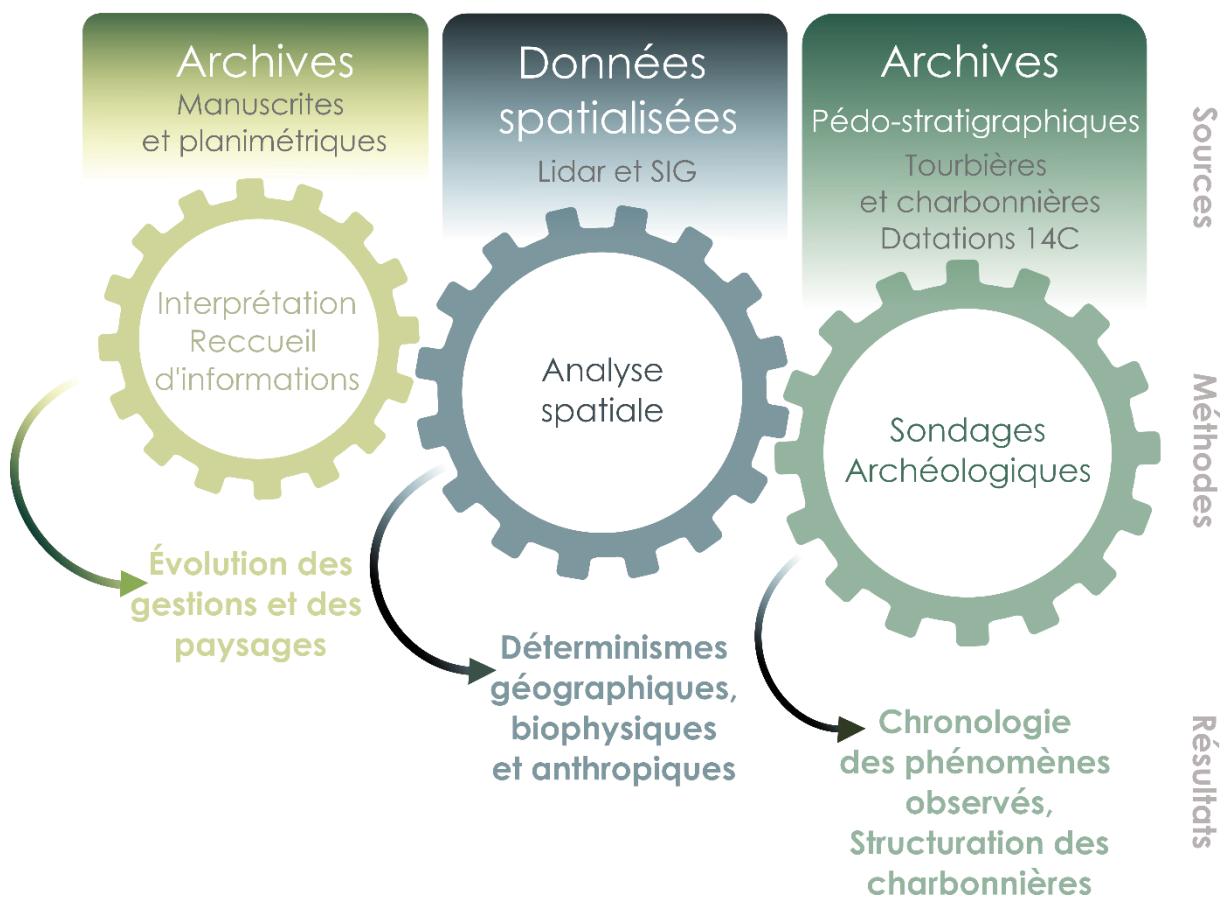 Archives
Manuscrites
et planimétriques
Interprétation
Reccueil
d'informations
Évolution des
gestions et des
paysages
Données
spatialisées
Lidar et SIG
Analyse
spatiale
Déterminismes
géographiques,
biophysiques
et anthropiques
Archives
Pédo-stratigraphiques
Tourbières
et charbonnières
Datations 14C
Sondages
Archéologiques
Chronologie
des phénomènes
observés,
Structuration des
charbonnières
Sources
Méthodes
Résultats